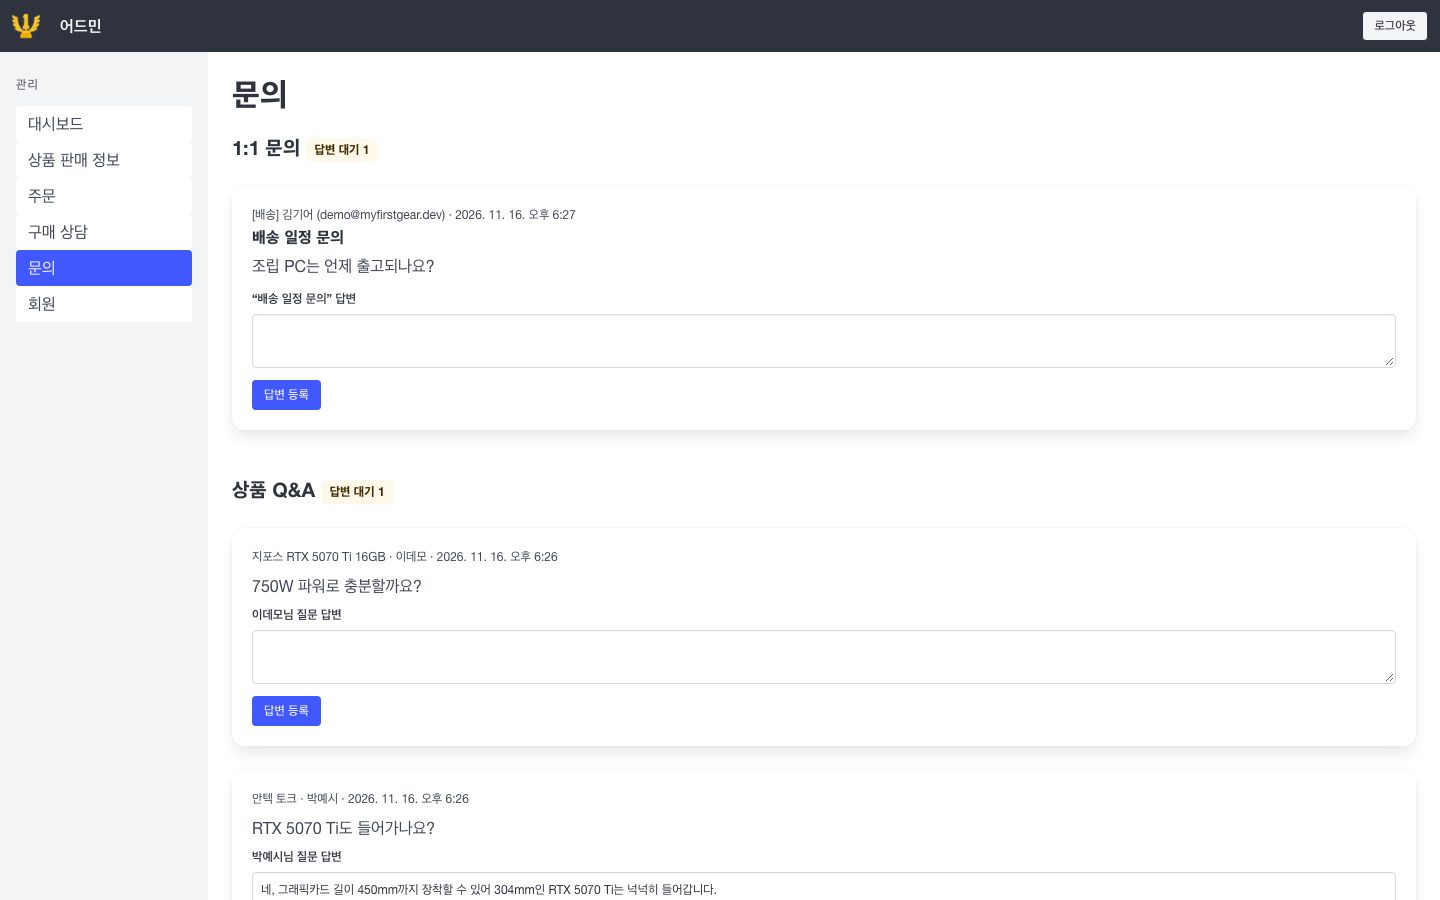 어드민
로그아웃
관리
대시보드
상품 판매 정보
주문
구매 상담
문의
회원
문의
1:1 문의 답변 대기 1
[배송] 김기어 (demo@myfirstgear.dev) · 2026. 11. 16. 오후 6:27
배송 일정 문의
조립 PC는 언제 출고되나요?
“배송 일정 문의” 답변
답변 등록
상품 Q&A 답변 대기 1
지포스 RTX 5070 Ti 16GB · 이데모 · 2026. 11. 16. 오후 6:26
750W 파워로 충분할까요?
이데모님 질문 답변
답변 등록
안텍 토크 · 박예시 · 2026. 11. 16. 오후 6:26
RTX 5070 Ti도 들어가나요?
박예시님 질문 답변
네, 그래픽카드 길이 450mm까지 장착할 수 있어 304mm인 RTX 5070 Ti는 넉넉히 들어갑니다.